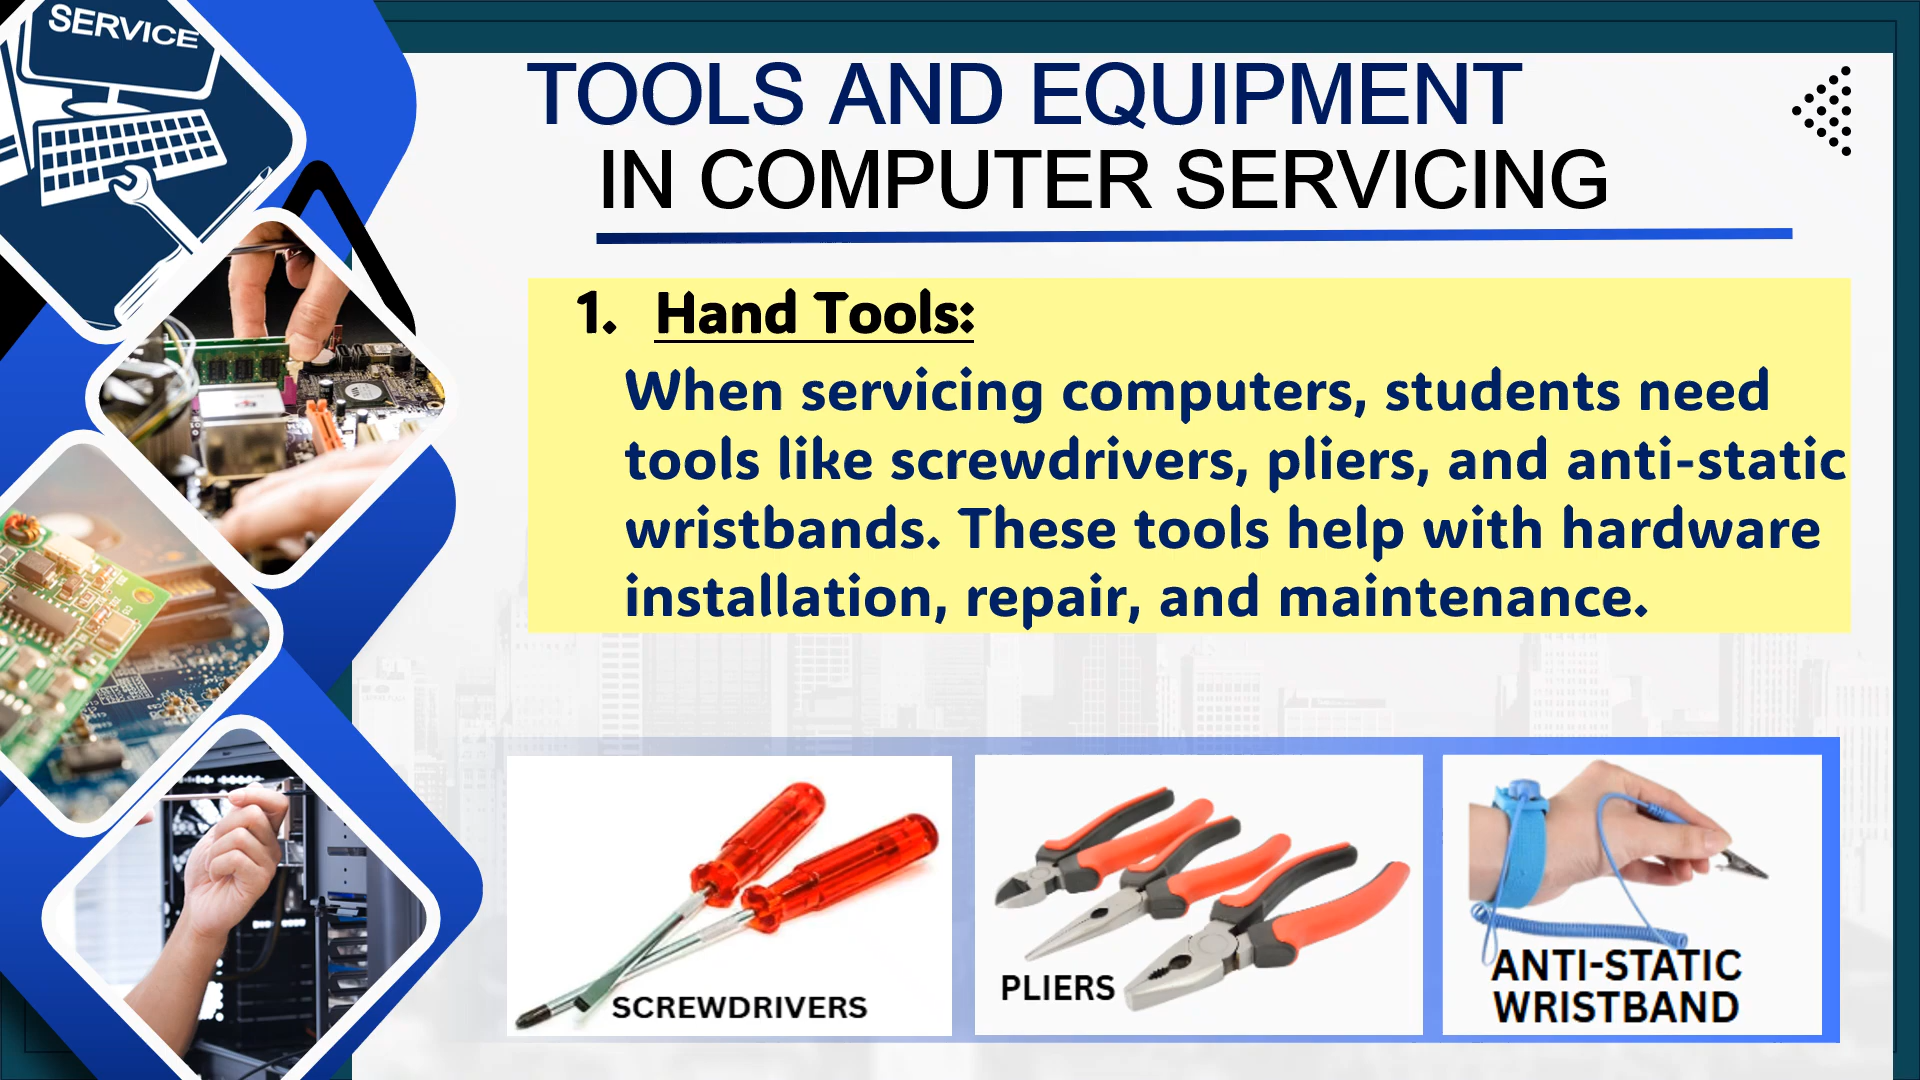 SERVICE
TOOLS AND EQUIPMENT
IN COMPUTER SERVICING
1. Hand Tools:
When servicing computers, students need
tools like screwdrivers, pliers, and anti-static
wristbands. These tools help with hardware
installation, repair, and maintenance.
SCREWDRIVERS
PLIERS
ANTI-STATIC
WRISTBAND